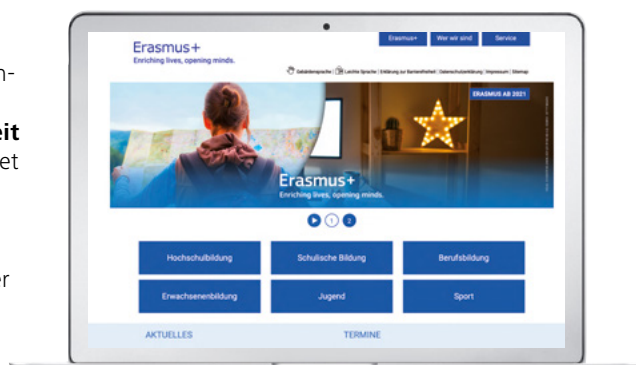 n-
eit
et
er
Erasmus+
Enriching lives, opening minds.
Erasmus+ Wer wir sind Service
Gebärdensprache | Leichte Sprache | Erklärung zur Barrierefreiheit | Datenschutzerklärung | Impressum | Sitemap
ERASMUS AB 2021
Erasmus+
Enriching lives, opening minds.
1 2
Hochschulbildung Schulische Bildung Berufsbildung
Erwachsenenbildung Jugend Sport
AKTUELLES TERMINE